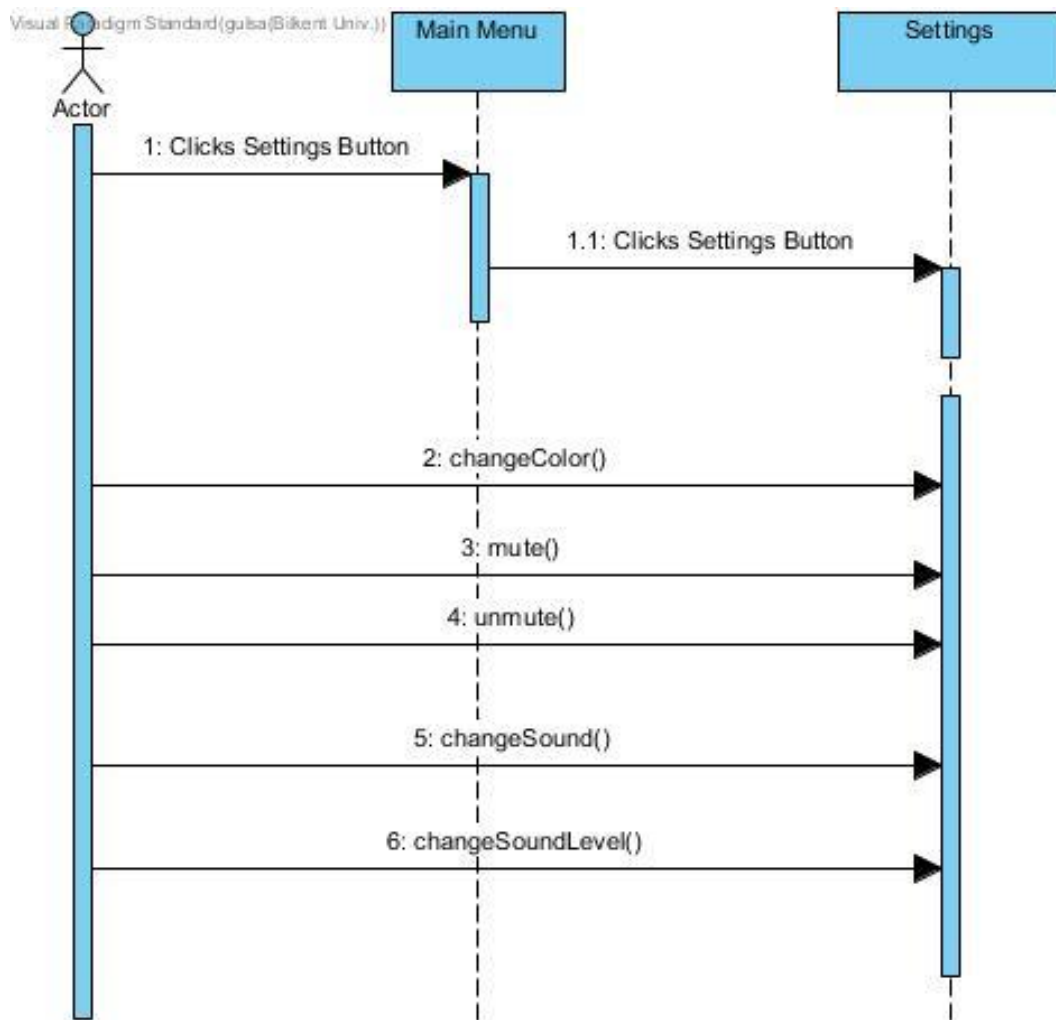 Visual Paradigm Standard(gulsa(Bilkent Univ.))
Main Menu
Settings
Actor
1: Clicks Settings Button
1.1: Clicks Settings Button
2: changeColor()
3: mute()
4: unmute()
5: changeSound()
6: changeSoundLevel()